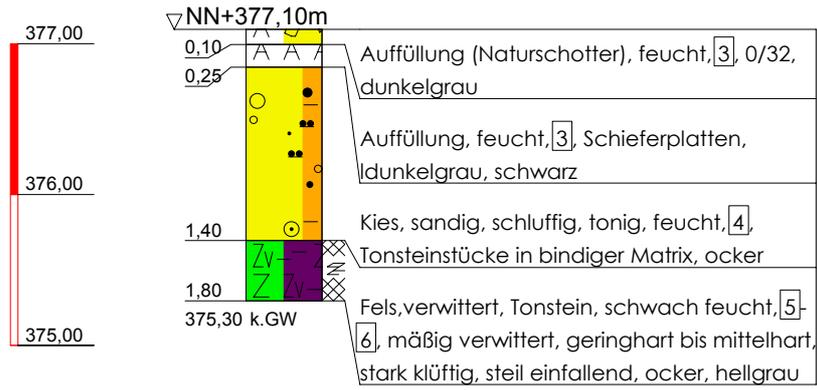 NN+377,10m
377,00
376,00
375,00
0,10
0,25
1,40
1,80
375,30 k.GW
A A
A A A
Zv
Z Zv
Z
Auffüllung (Naturschotter), feucht, 3, 0/32,
dunkelgrau
Auffüllung, feucht, 3, Schieferplatten,
ldunkelgrau, schwarz
Kies, sandig, schluffig, tonig, feucht, 4,
Tonsteinstücke in bindiger Matrix, ocker
Fels,verwittert, Tonstein, schwach feucht, 5-
6, mäßig verwittert, geringhart bis mittelhart,
stark klüftig, steil einfallend, ocker, hellgrau